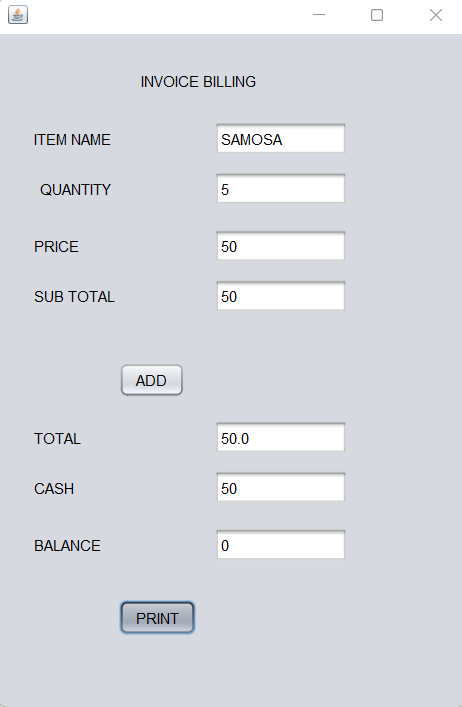 INVOICE BILLING
ITEM NAME SAMOSA
QUANTITY 5
PRICE 50
SUB TOTAL 50
ADD
TOTAL 50.0
CASH 50
BALANCE 0
PRINT